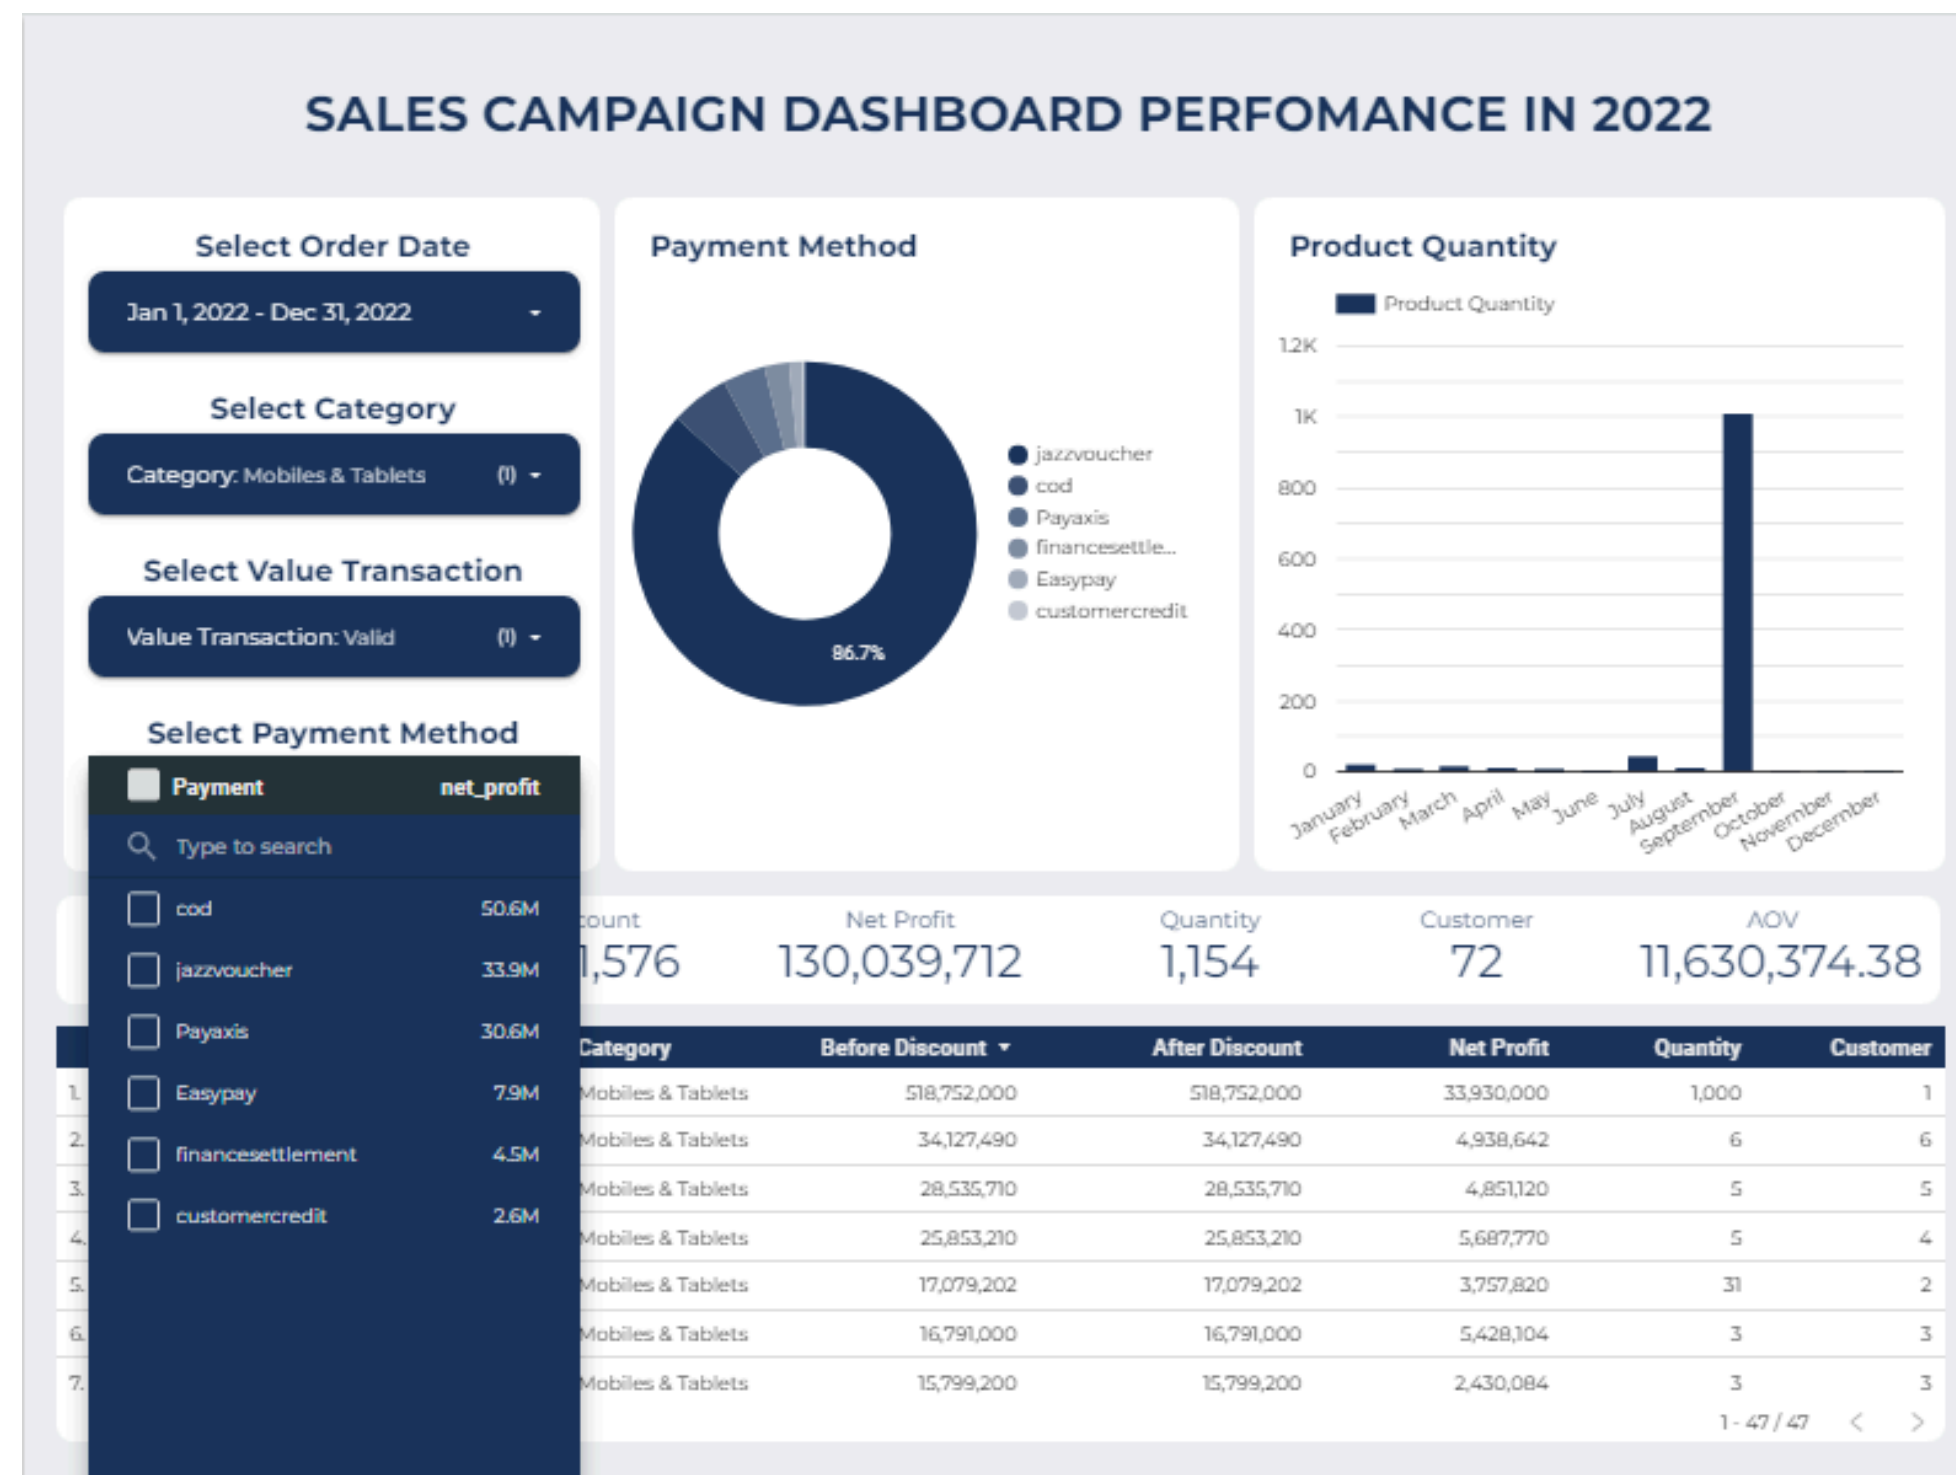 SALES CAMPAIGN DASHBOARD PERFOMANCE IN 2022
Select Order Date
Jan 1, 2022 - Dec 31, 2022
Select Category
Category: Mobiles & Tablets (1)
Select Value Transaction
Value Transaction: Valid (1)
Select Payment Method
Payment net_profit
Type to search
cod 50.6M
jazzvoucher 33.9M
Payaxis 30.6M
Easypay 7.9M
financesettlement 4.5M
customercredit 2.6M
Payment Method
86.7%
jazzvoucher
cod
Payaxis
financesettle...
Easypay
customercredit
Product Quantity
Product Quantity
1.2K
1K
800
600
400
200
0
January
February
March
April
May
June
July
August
September
October
November
December
count
1,576
Net Profit
130,039,712
Quantity
1,154
Customer
72
AOV
11,630,374.38
Category Before Discount After Discount Net Profit Quantity Customer
1. Mobiles & Tablets 518,752,000 518,752,000 33,930,000 1,000 1
2. Mobiles & Tablets 34,127,490 34,127,490 4,938,642 6 6
3. Mobiles & Tablets 28,535,710 28,535,710 4,851,120 5 5
4. Mobiles & Tablets 25,853,210 25,853,210 5,687,770 5 4
5. Mobiles & Tablets 17,079,202 17,079,202 3,757,820 31 2
6. Mobiles & Tablets 16,791,000 16,791,000 5,428,104 3 3
7. Mobiles & Tablets 15,799,200 15,799,200 2,430,084 3 3
1 - 47 / 47 < >